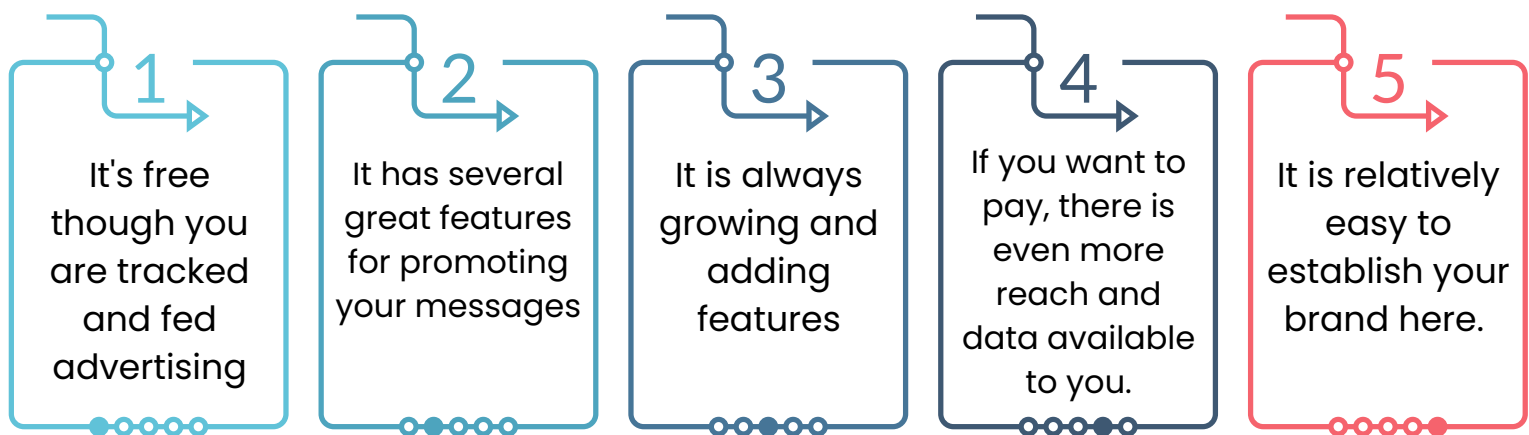 1
It's free
though you
are tracked
and fed
advertising
2
It has several
great features
for promoting
your messages
3
It is always
growing and
adding
features
4
If you want to
pay, there is
even more
reach and
data available
to you.
5
It is relatively
easy to
establish your
brand here.